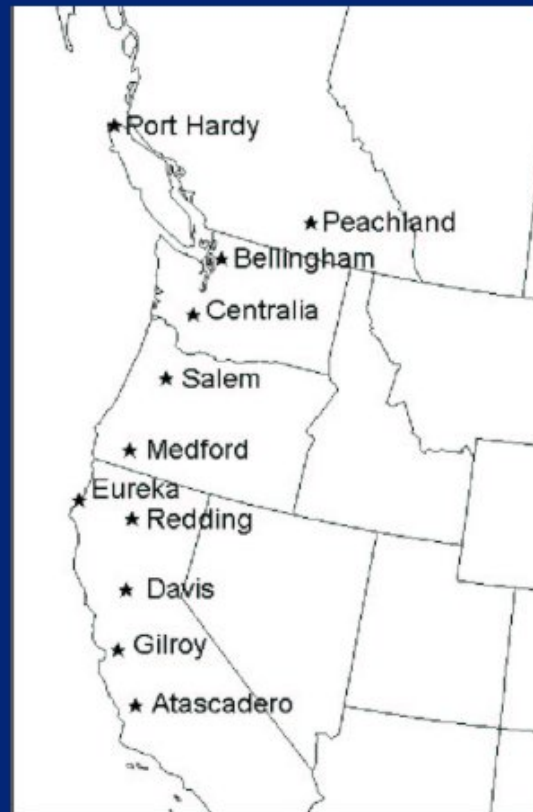 Port Hardy
Peachland
Bellingham
Centralia
Salem
Medford
Eureka
Redding
Davis
Gilroy
Atascadero